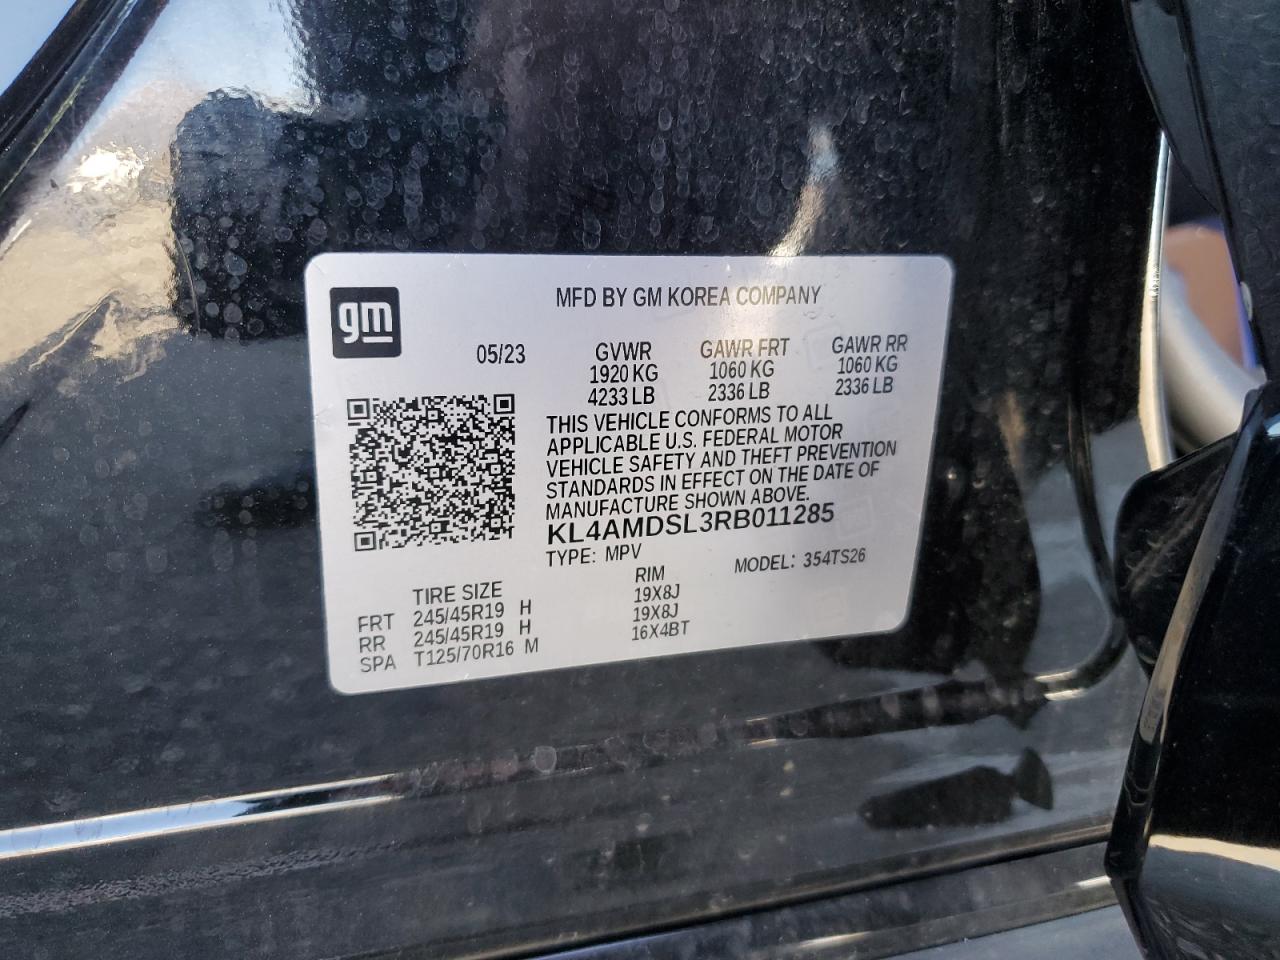 gm
MFD BY GM KOREA COMPANY
05/23
GVWR GAWR FRT GAWR RR
1920 KG 1060 KG 1060 KG
4233 LB 2336 LB 2336 LB
THIS VEHICLE CONFORMS TO ALL
APPLICABLE U.S. FEDERAL MOTOR
VEHICLE SAFETY AND THEFT PREVENTION
STANDARDS IN EFFECT ON THE DATE OF
MANUFACTURE SHOWN ABOVE.
KL4AMDSL3RB011285
TYPE: MPV MODEL: 354TS26
TIRE SIZE RIM
FRT 245/45R19 H 19X8J
RR 245/45R19 H 19X8J
SPA T125/70R16 M 16X4BT